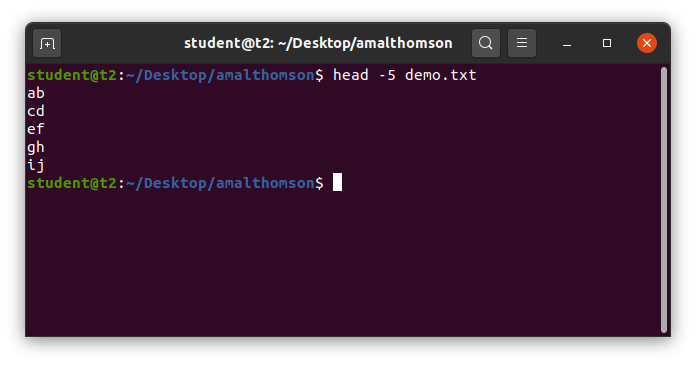 student@t2: ~/Desktop/amalthomson
student@t2:~/Desktop/amalthomson$ head -5 demo.txt
ab
cd
ef
gh
ij
student@t2:~/Desktop/amalthomson$